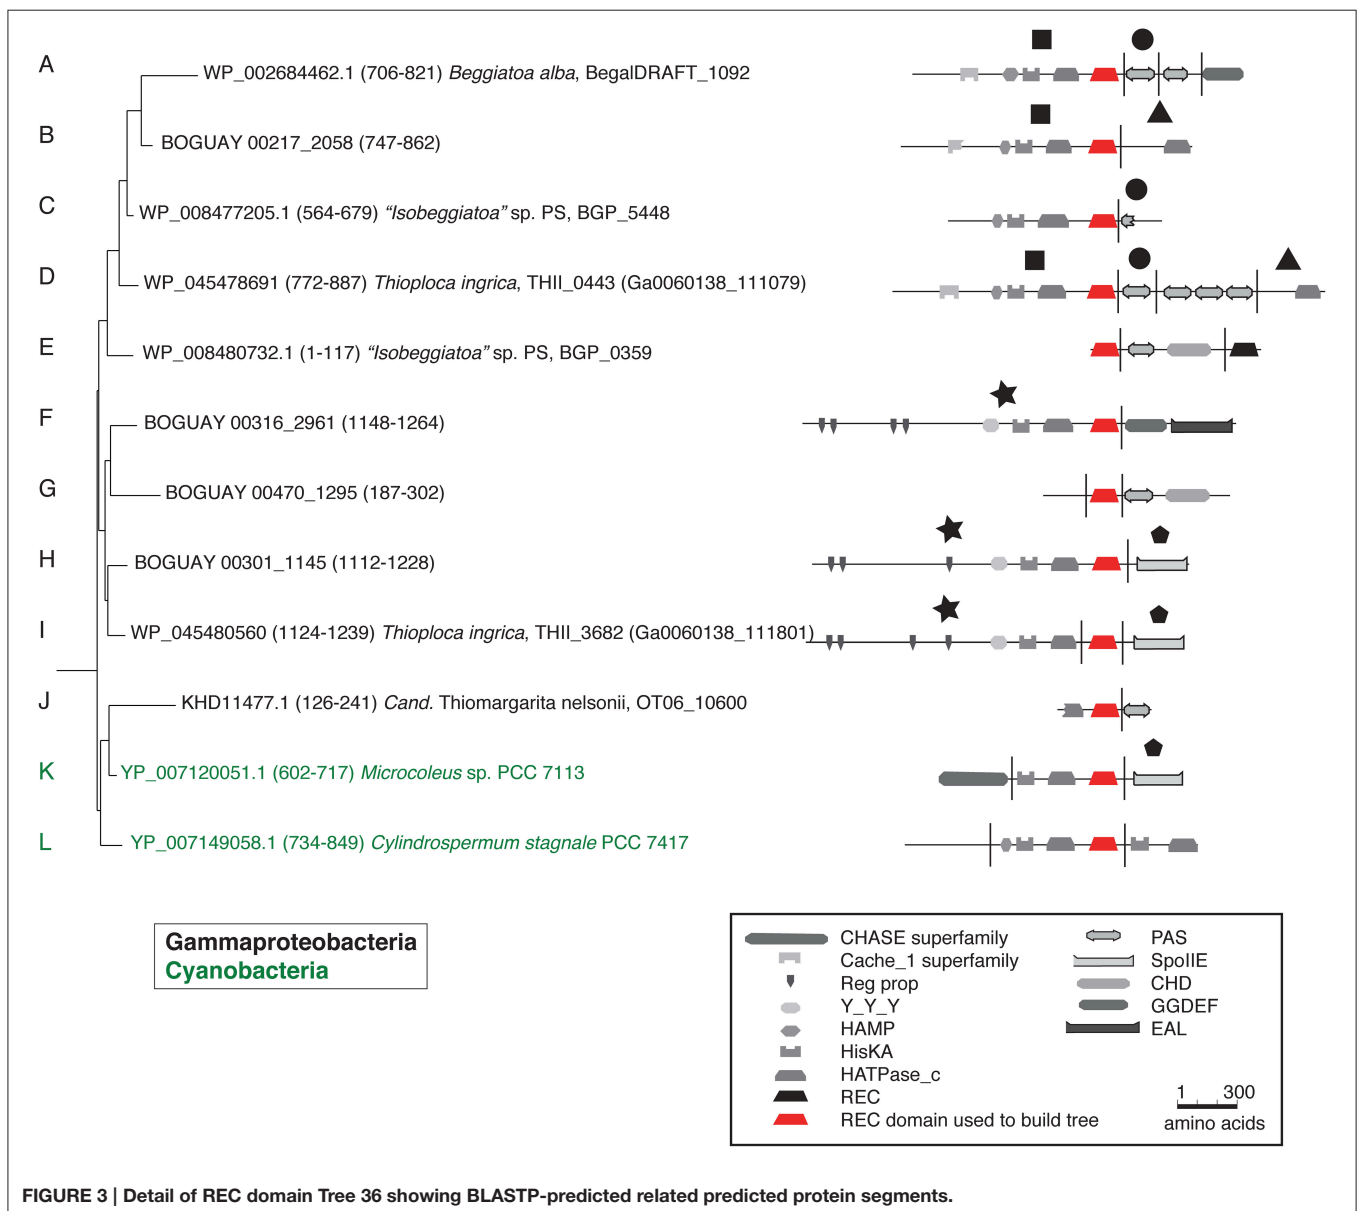 A
WP_002684462.1 (706-821) Beggiatoa alba, BegalDRAFT_1092
B
BOGUAY 00217_2058 (747-862)
C
WP_008477205.1 (564-679) “Isobeggiatoa” sp. PS, BGP_5448
D
WP_045478691 (772-887) Thioploca ingrica, THII_0443 (Ga0060138_111079)
E
WP_008480732.1 (1-117) “Isobeggiatoa” sp. PS, BGP_0359
F
BOGUAY 00316_2961 (1148-1264)
G
BOGUAY 00470_1295 (187-302)
H
BOGUAY 00301_1145 (1112-1228)
I
WP_045480560 (1124-1239) Thioploca ingrica, THII_3682 (Ga0060138_111801)
J
KHD11477.1 (126-241) Cand. Thiomargarita nelsonii, OT06_10600
K
YP_007120051.1 (602-717) Microcoleus sp. PCC 7113
L
YP_007149058.1 (734-849) Cylindrospermum stagnale PCC 7417
Gammaproteobacteria
Cyanobacteria
CHASE superfamily
Cache_1 superfamily
Reg prop
Y_Y_Y
HAMP
HisKA
HATPase_c
REC
REC domain used to build tree
PAS
SpoIIE
CHD
GGDEF
EAL
1 300
amino acids
FIGURE 3 | Detail of REC domain Tree 36 showing BLASTP-predicted related predicted protein segments.